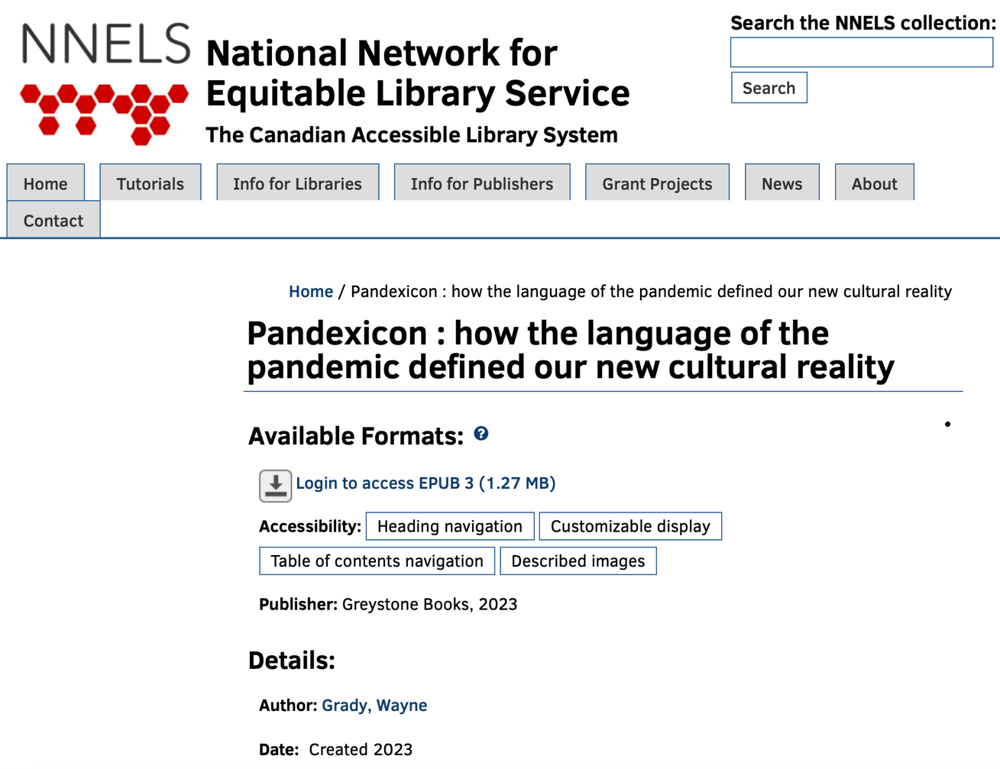 NNELS
National Network for
Equitable Library Service
The Canadian Accessible Library System
Search the NNELS collection:
Search
Home
Tutorials
Info for Libraries
Info for Publishers
Grant Projects
News
About
Contact
Home / Pandexicon : how the language of the pandemic defined our new cultural reality
Pandexicon : how the language of the
pandemic defined our new cultural reality
Available Formats: ?
Login to access EPUB 3 (1.27 MB)
Accessibility: Heading navigation Customizable display
Table of contents navigation Described images
Publisher: Greystone Books, 2023
Details:
Author: Grady, Wayne
Date: Created 2023